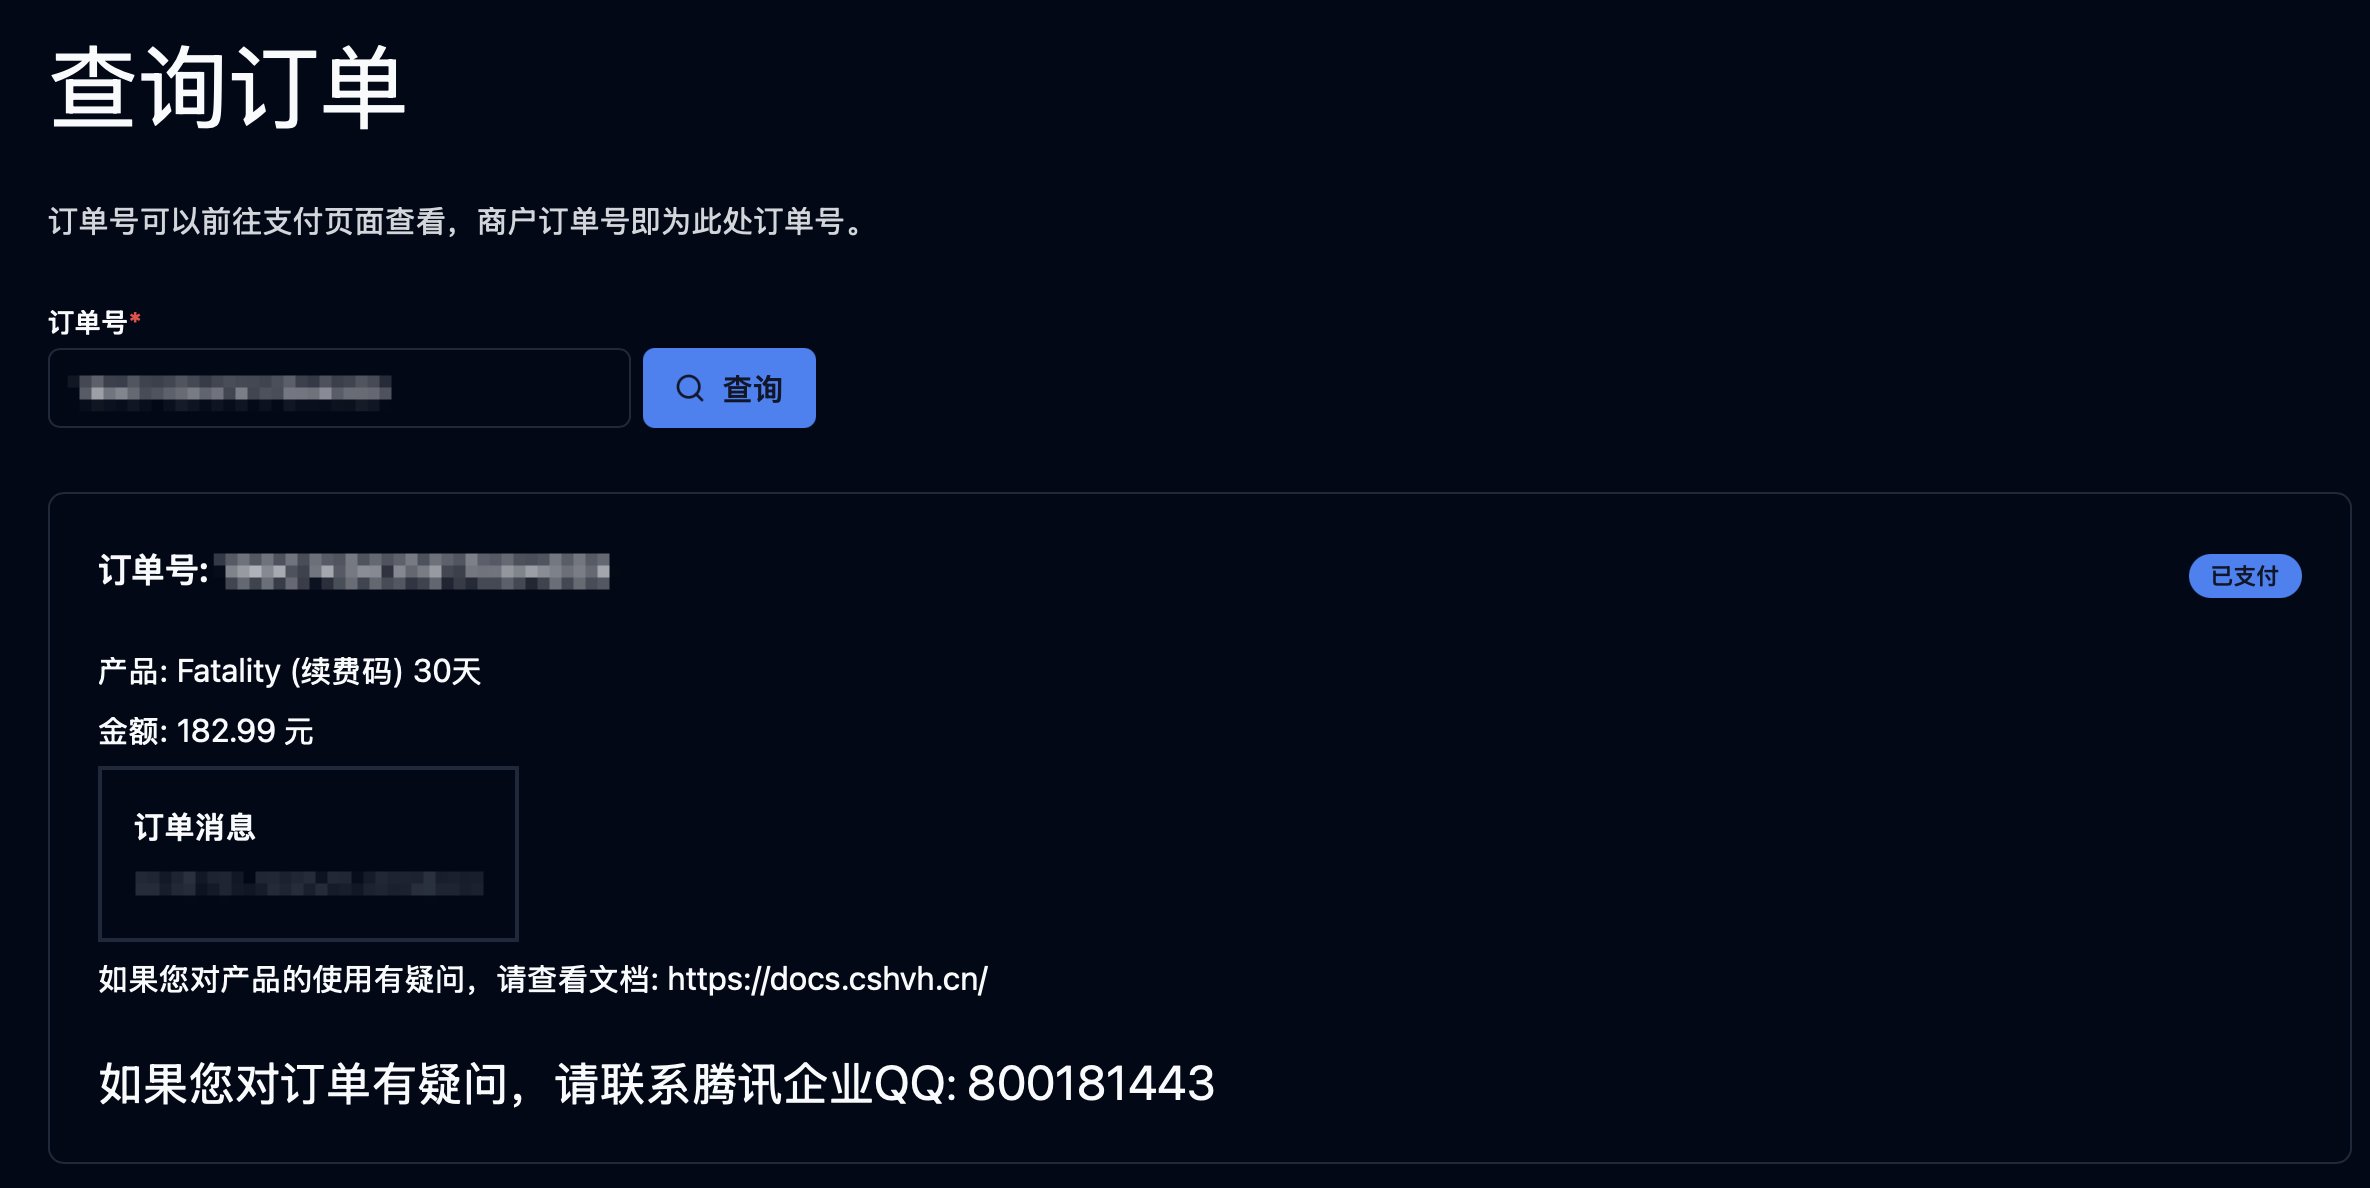 查询订单
订单号可以前往支付页面查看，商户订单号即为此处订单号。
订单号*
查询
订单号:
已支付
产品: Fatality (续费码) 30天
金额: 182.99 元
订单消息
如果您对产品的使用有疑问，请查看文档: https://docs.cshvh.cn/
如果您对订单有疑问，请联系腾讯企业QQ: 800181443